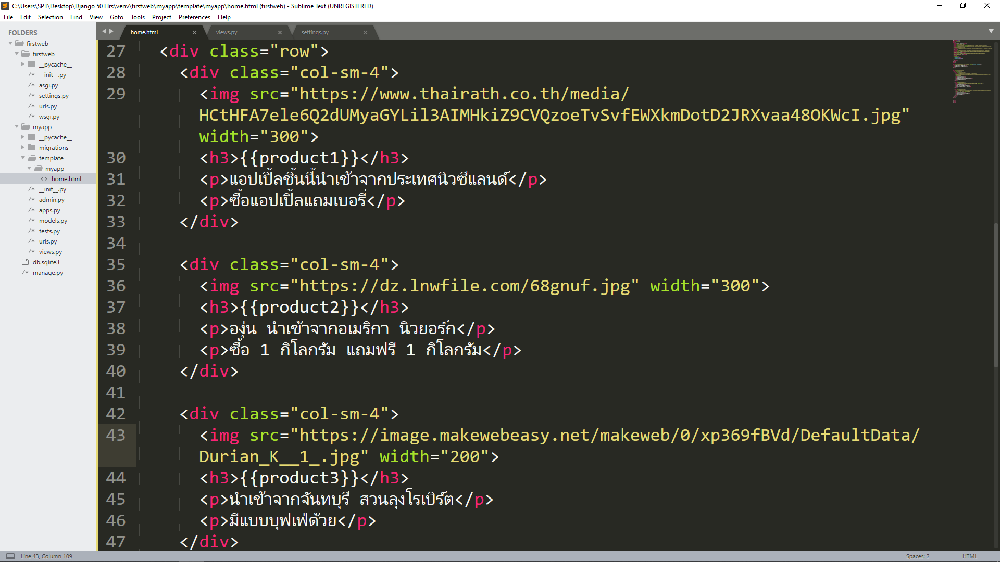 C:\Users\SPT\Desktop\Django 50 Hrs\venv\firstweb\myapp\template\myapp\home.html (firstweb) - Sublime Text (UNREGISTERED)
File Edit Selection Find View Goto Tools Project Preferences Help
FOLDERS
firstweb
firstweb
__pycache__
/* __init__.py
/* asgi.py
/* settings.py
/* urls.py
/* wsgi.py
myapp
__pycache__
migrations
template
myapp
<> home.html
/* __init__.py
/* admin.py
/* apps.py
/* models.py
/* tests.py
/* urls.py
/* views.py
db.sqlite3
/* manage.py
home.html views.py settings.py
27 <div class="row">
28 <div class="col-sm-4">
29 <img src="https://www.thairath.co.th/media/
HCtHFA7ele6Q2dUMyaGYLil3AIMHkiZ9CVQzoeTvSvfEWXkmDotD2JRXvaa48OKWcI.jpg"
width="300">
30 <h3>{{product1}}</h3>
31 <p>แอปเปิ้ลชิ้นนี้นำเข้าจากประเทศนิวซีแลนด์</p>
32 <p>ซื้อแอปเปิ้ลแถมเบอรี่</p>
33 </div>
34
35 <div class="col-sm-4">
36 <img src="https://dz.lnwfile.com/68gnuf.jpg" width="300">
37 <h3>{{product2}}</h3>
38 <p>องุ่น นำเข้าจากอเมริกา นิวยอร์ก</p>
39 <p>ซื้อ 1 กิโลกรัม แถมฟรี 1 กิโลกรัม</p>
40 </div>
41
42 <div class="col-sm-4">
43 <img src="https://image.makewebeasy.net/makeweb/0/xp369fBVd/DefaultData/
Durian_K__1_.jpg" width="200">
44 <h3>{{product3}}</h3>
45 <p>นำเข้าจากจันทบุรี สวนลุงโรเบิร์ต</p>
46 <p>มีแบบบุฟเฟ่ด้วย</p>
47 </div>
Line 43, Column 109
Spaces: 2 HTML